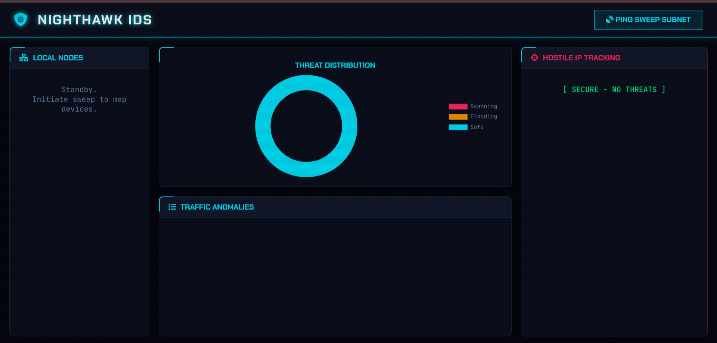 NIGHTHAWK IDS
PING SWEEP SUBNET
LOCAL NODES
Standby.
Initiate sweep to map
devices.
THREAT DISTRIBUTION
Scanning
Flooding
Safe
TRAFFIC ANOMALIES
HOSTILE IP TRACKING
[ SECURE - NO THREATS ]